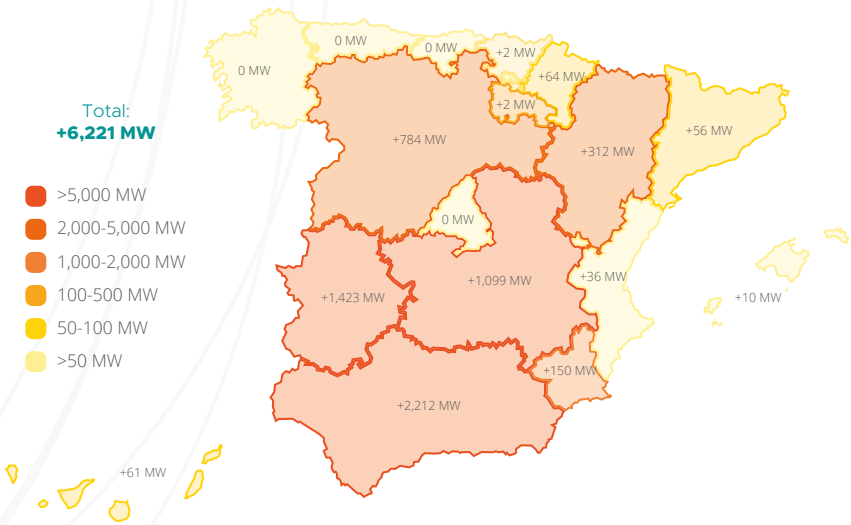 0 MW
0 MW
0 MW
+2 MW
+64 MW
+2 MW
Total:
+6,221 MW
+56 MW
+784 MW
+312 MW
>5,000 MW
0 MW
2,000-5,000 MW
1,000-2,000 MW
+1,099 MW
+36 MW
100-500 MW
+1,423 MW
+10 MW
50-100 MW
>50 MW
+150 MW
+2,212 MW
+61 MW